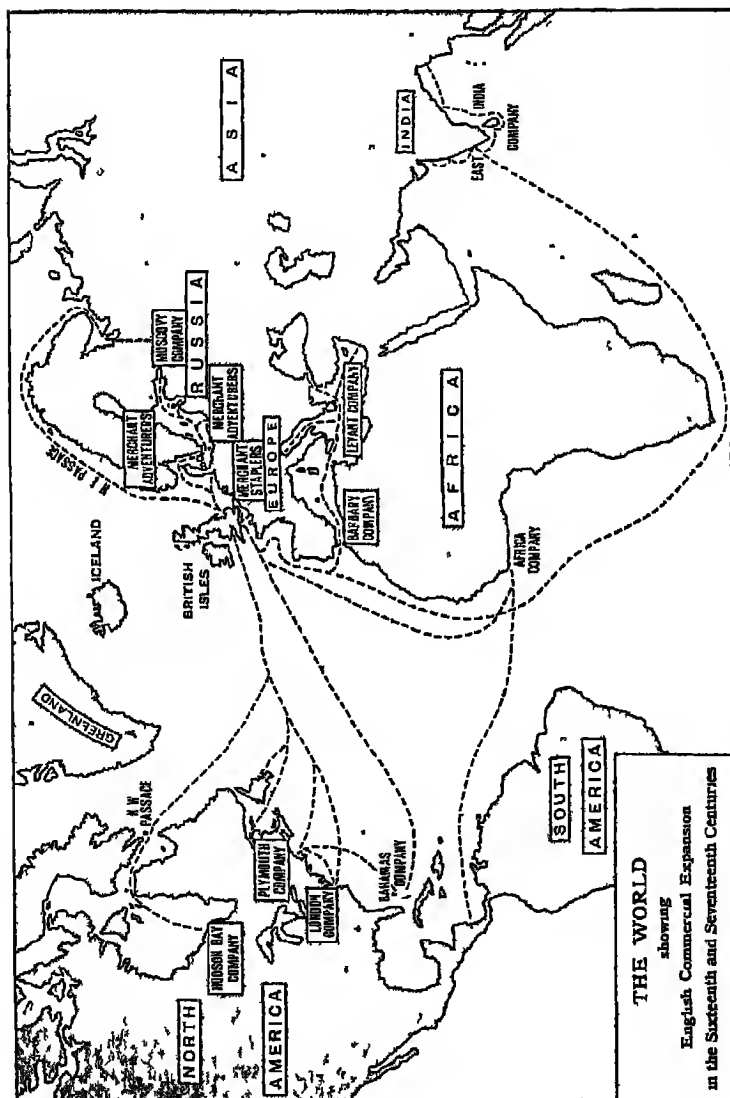 THE WORLD
showing
English Commercial Expansion
in the Sixteenth and Seventeenth Centuries
NORTH
AMERICA
HUDSON BAY
COMPANY
N W
PASSAGE
GREENLAND
ICELAND
PLYMOUTH
COMPANY
LONDON
COMPANY
BAHAMAS
COMPANY
SOUTH
AMERICA
BRITISH
ISLES
N.E. PASSAGE
MERCHANT
ADVENTURERS
MUSCOVY
COMPANY
RUSSIA
MERCHANT ADVENTURERS
MERCHANT
STAPLERS
EUROPE
LEVANT COMPANY
BARBARY
COMPANY
AFRICA
AFRICA
COMPANY
ASIA
INDIA
EAST
INDIA
COMPANY